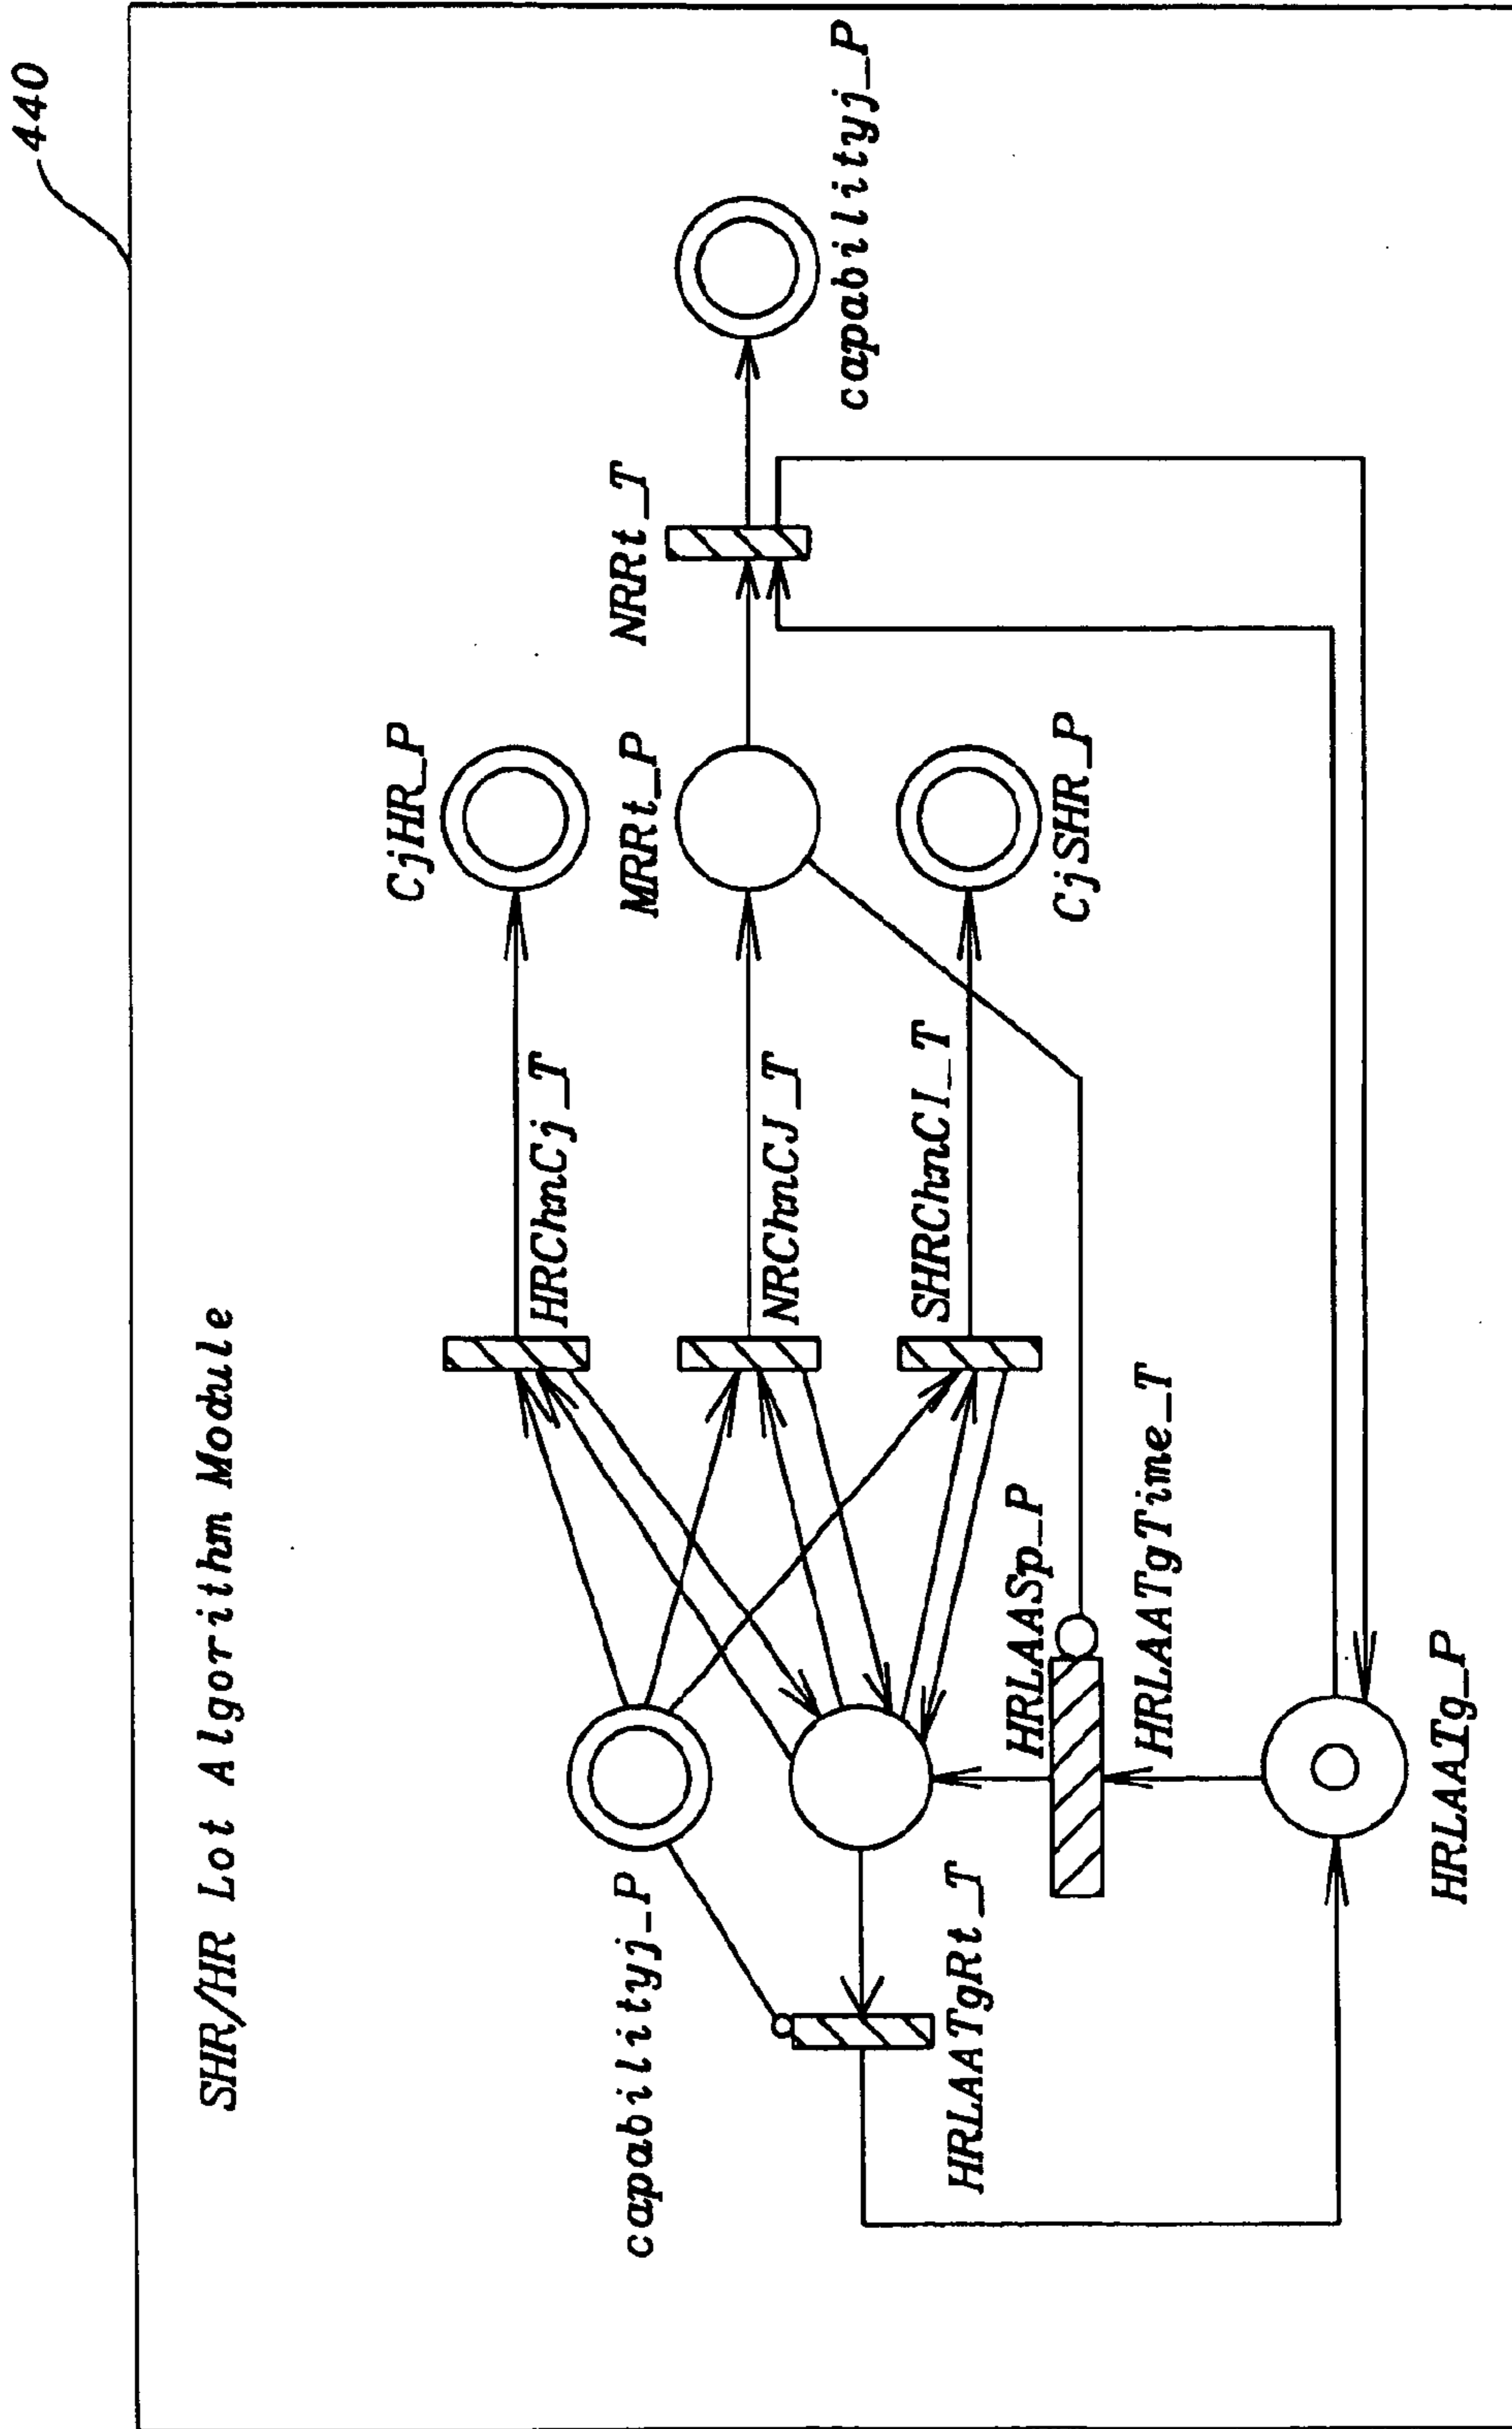 440
SHR/HR Lot Algorithm Module
CjHR_P
HRChmCj_T
NRRt_T
MRRt_P
capabilityj_P
NRChmCJ_T
capabilityj_P
SHRChmCI_T
CjSHR_P
HRLAASp_P
HRLAATgRt_T
HRLAATgTime_T
HRLAATg_P